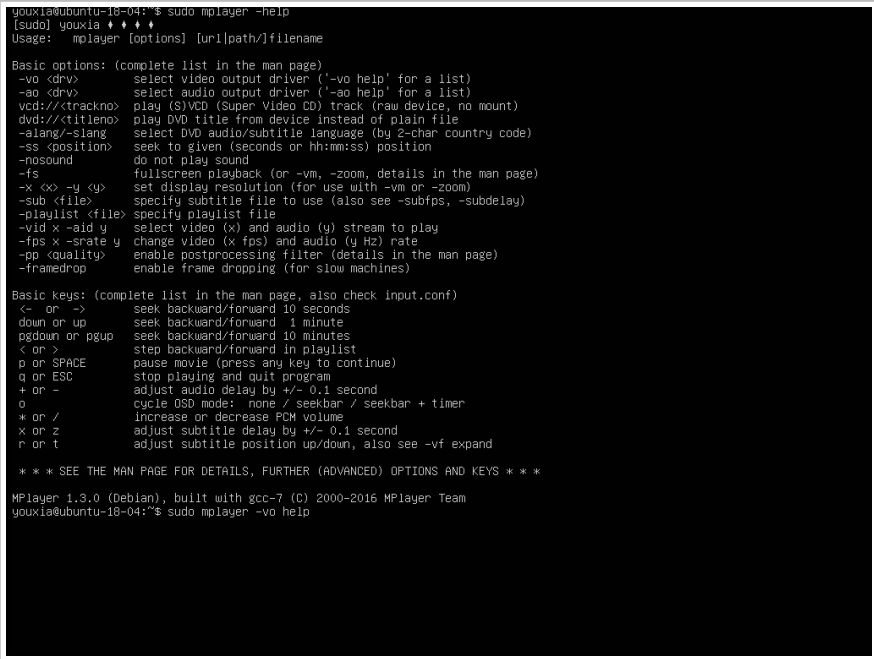 youxia@ubuntu-18-04:~$ sudo mplayer -help
[sudo] youxia ♦ ♦ ♦ ♦
Usage:   mplayer [options] [url|path/]filename

Basic options: (complete list in the man page)
 -vo <drv>        select video output driver ('-vo help' for a list)
 -ao <drv>        select audio output driver ('-ao help' for a list)
 vcd://<trackno>  play (S)VCD (Super Video CD) track (raw device, no mount)
 dvd://<titleno>  play DVD title from device instead of plain file
 -alang/-slang    select DVD audio/subtitle language (by 2-char country code)
 -ss <position>   seek to given (seconds or hh:mm:ss) position
 -nosound         do not play sound
 -fs              fullscreen playback (or -vm, -zoom, details in the man page)
 -x <x> -y <y>    set display resolution (for use with -vm or -zoom)
 -sub <file>      specify subtitle file to use (also see -subfps, -subdelay)
 -playlist <file> specify playlist file
 -vid x -aid y    select video (x) and audio (y) stream to play
 -fps x -srate y  change video (x fps) and audio (y Hz) rate
 -pp <quality>    enable postprocessing filter (details in the man page)
 -framedrop       enable frame dropping (for slow machines)

Basic keys: (complete list in the man page, also check input.conf)
 <-  or  ->       seek backward/forward 10 seconds
 down or up       seek backward/forward  1 minute
 pgdown or pgup   seek backward/forward 10 minutes
 < or >           step backward/forward in playlist
 p or SPACE       pause movie (press any key to continue)
 q or ESC         stop playing and quit program
 + or -           adjust audio delay by +/- 0.1 second
 o                cycle OSD mode:  none / seekbar / seekbar + timer
 * or /           increase or decrease PCM volume
 x or z           adjust subtitle delay by +/- 0.1 second
 r or t           adjust subtitle position up/down, also see -vf expand

 * * * SEE THE MAN PAGE FOR DETAILS, FURTHER (ADVANCED) OPTIONS AND KEYS * * *

MPlayer 1.3.0 (Debian), built with gcc-7 (C) 2000-2016 MPlayer Team
youxia@ubuntu-18-04:~$ sudo mplayer -vo help